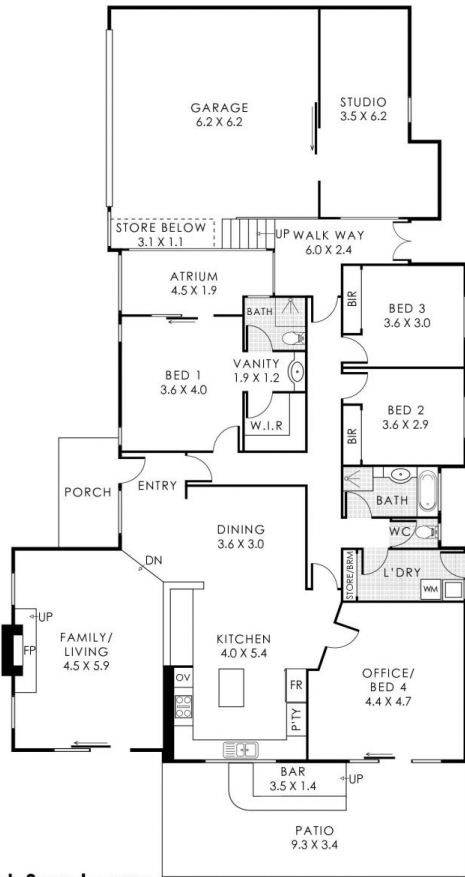 GARAGE
6.2 X 6.2
STUDIO
3.5 X 6.2
STORE BELOW
3.1 X 1.1
UP
WALK WAY
6.0 X 2.4
ATRIUM
4.5 X 1.9
BATH
BIR
BED 3
3.6 X 3.0
BED 1
3.6 X 4.0
VANITY
1.9 X 1.2
W.I.R
BED 2
3.6 X 2.9
BIR
PORCH
ENTRY
BATH
WC
DINING
3.6 X 3.0
DN
STORE/BRM
L'DRY
WM
UP
FP
FAMILY/
LIVING
4.5 X 5.9
KITCHEN
4.0 X 5.4
OV
FR
P'TY
OFFICE/
BED 4
4.4 X 4.7
BAR
3.5 X 1.4
UP
PATIO
9.3 X 3.4